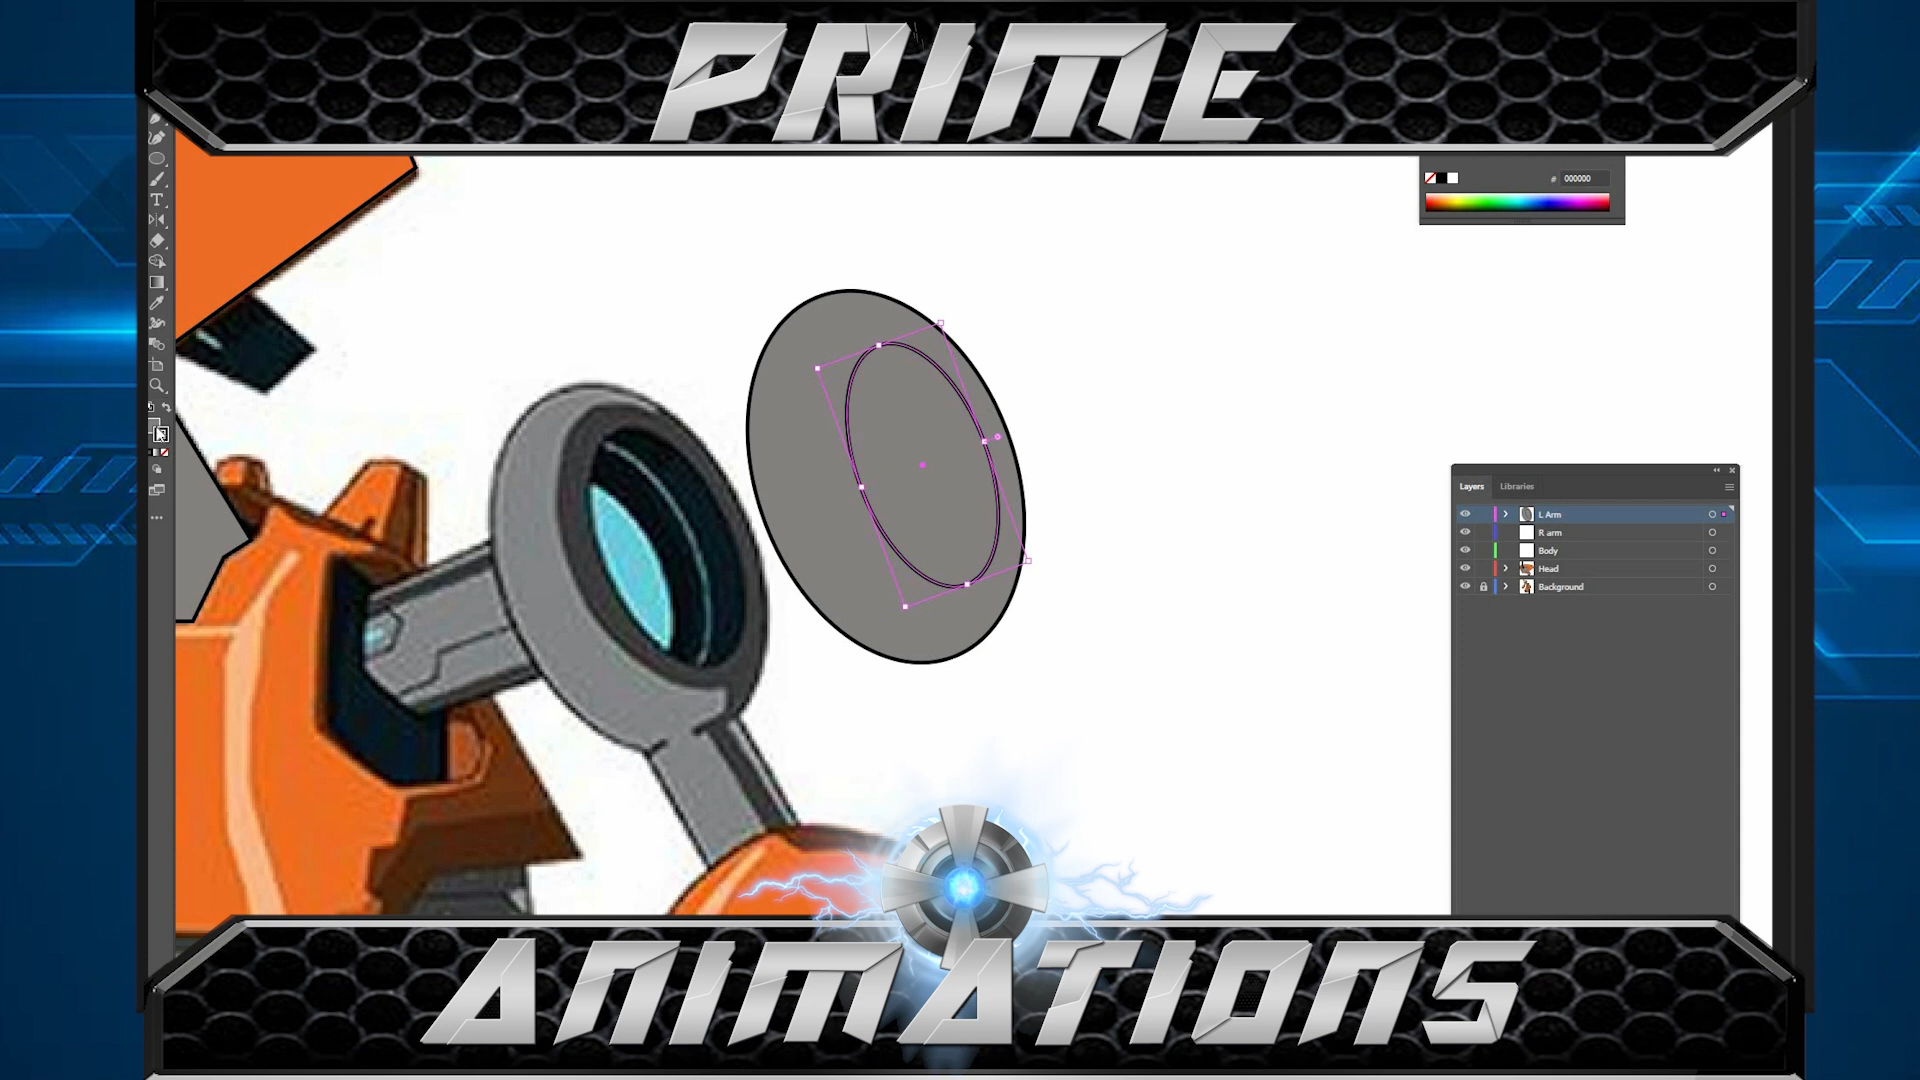 PRIME
# 000000
Layers Libraries
L Arm
R arm
Body
Head
Background
ANIMATIONS